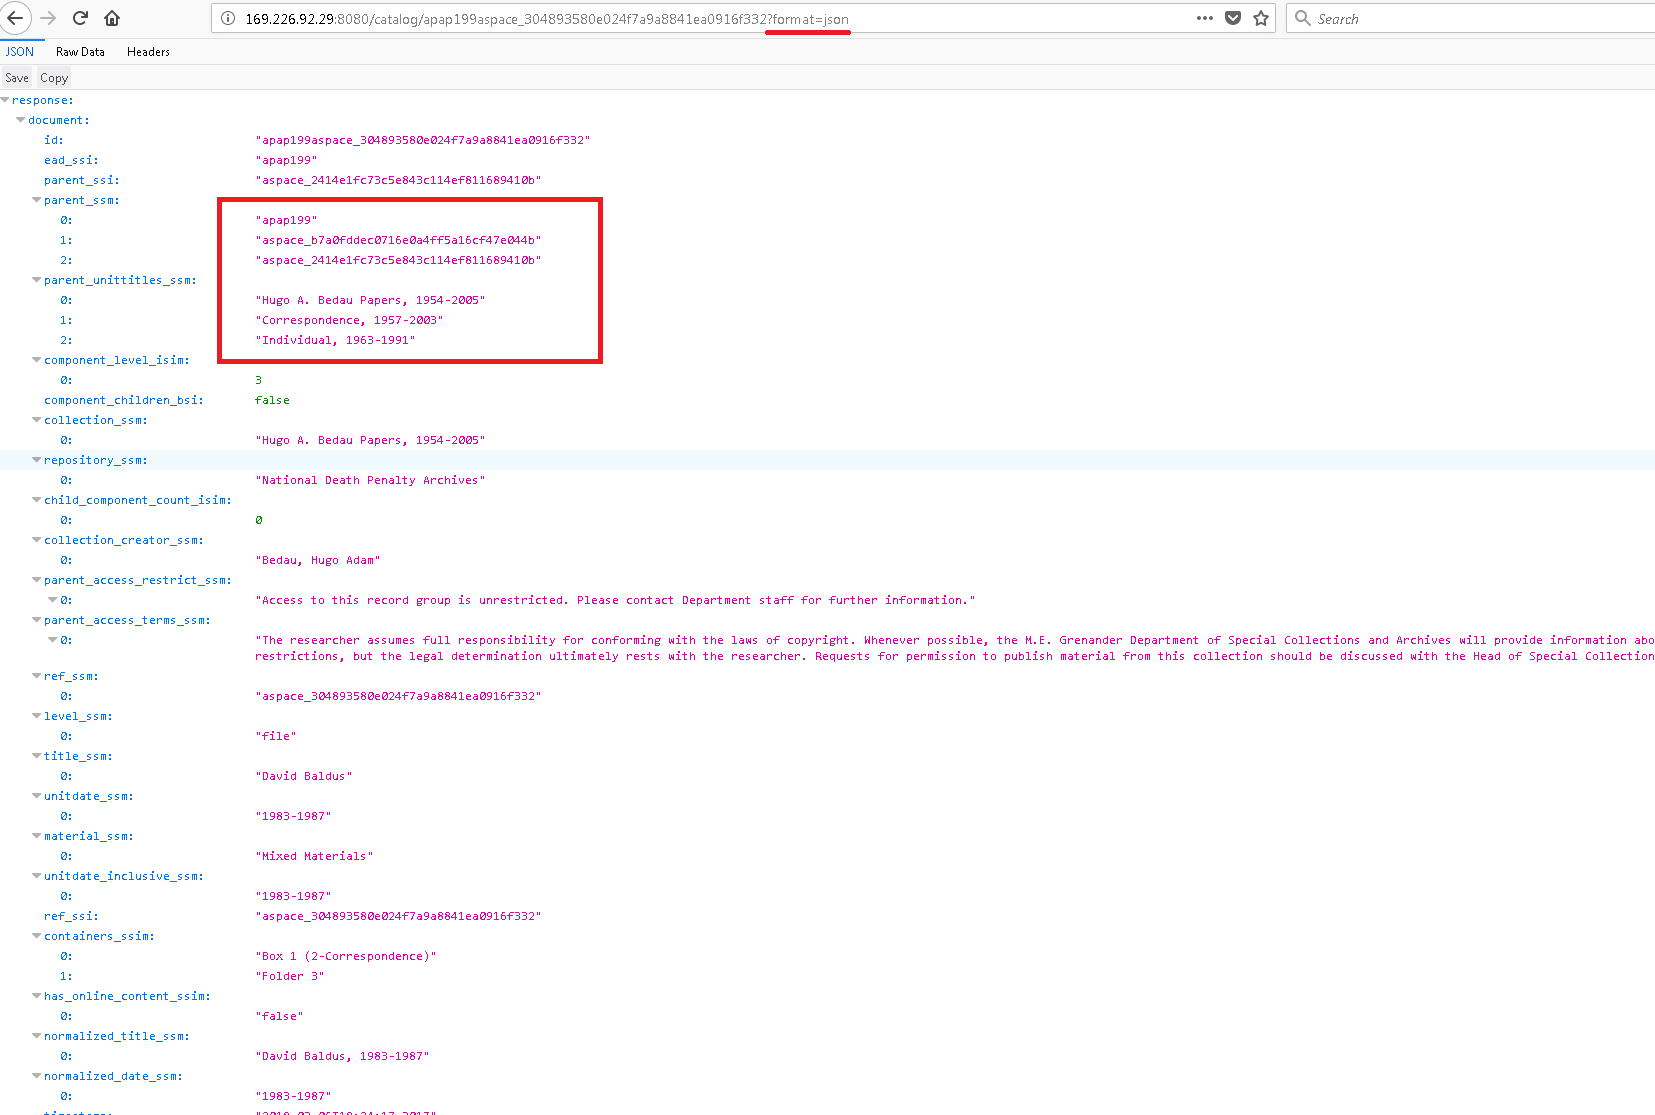 169.226.92.29:8080/catalog/apap199aspace_304893580e024f7a9a8841ea0916f332?format=json
Search
JSON Raw Data Headers
Save Copy
response:
document:
id: "apap199aspace_304893580e024f7a9a8841ea0916f332"
ead_ssi: "apap199"
parent_ssi: "aspace_2414e1fc73c5e843c114ef811689410b"
parent_ssm:
0: "apap199"
1: "aspace_b7a0fddec0716e0a4ff5a16cf47e044b"
2: "aspace_2414e1fc73c5e843c114ef811689410b"
parent_unittitles_ssm:
0: "Hugo A. Bedau Papers, 1954-2005"
1: "Correspondence, 1957-2003"
2: "Individual, 1963-1991"
component_level_isim:
0: 3
component_children_bsi: false
collection_ssm:
0: "Hugo A. Bedau Papers, 1954-2005"
repository_ssm:
0: "National Death Penalty Archives"
child_component_count_isim:
0: 0
collection_creator_ssm:
0: "Bedau, Hugo Adam"
parent_access_restrict_ssm:
0: "Access to this record group is unrestricted. Please contact Department staff for further information."
parent_access_terms_ssm:
0: "The researcher assumes full responsibility for conforming with the laws of copyright. Whenever possible, the M.E. Grenander Department of Special Collections and Archives will provide information abo
restrictions, but the legal determination ultimately rests with the researcher. Requests for permission to publish material from this collection should be discussed with the Head of Special Collection
ref_ssm:
0: "aspace_304893580e024f7a9a8841ea0916f332"
level_ssm:
0: "file"
title_ssm:
0: "David Baldus"
unitdate_ssm:
0: "1983-1987"
material_ssm:
0: "Mixed Materials"
unitdate_inclusive_ssm:
0: "1983-1987"
ref_ssi: "aspace_304893580e024f7a9a8841ea0916f332"
containers_ssim:
0: "Box 1 (2-Correspondence)"
1: "Folder 3"
has_online_content_ssim:
0: "false"
normalized_title_ssm:
0: "David Baldus, 1983-1987"
normalized_date_ssm:
0: "1983-1987"